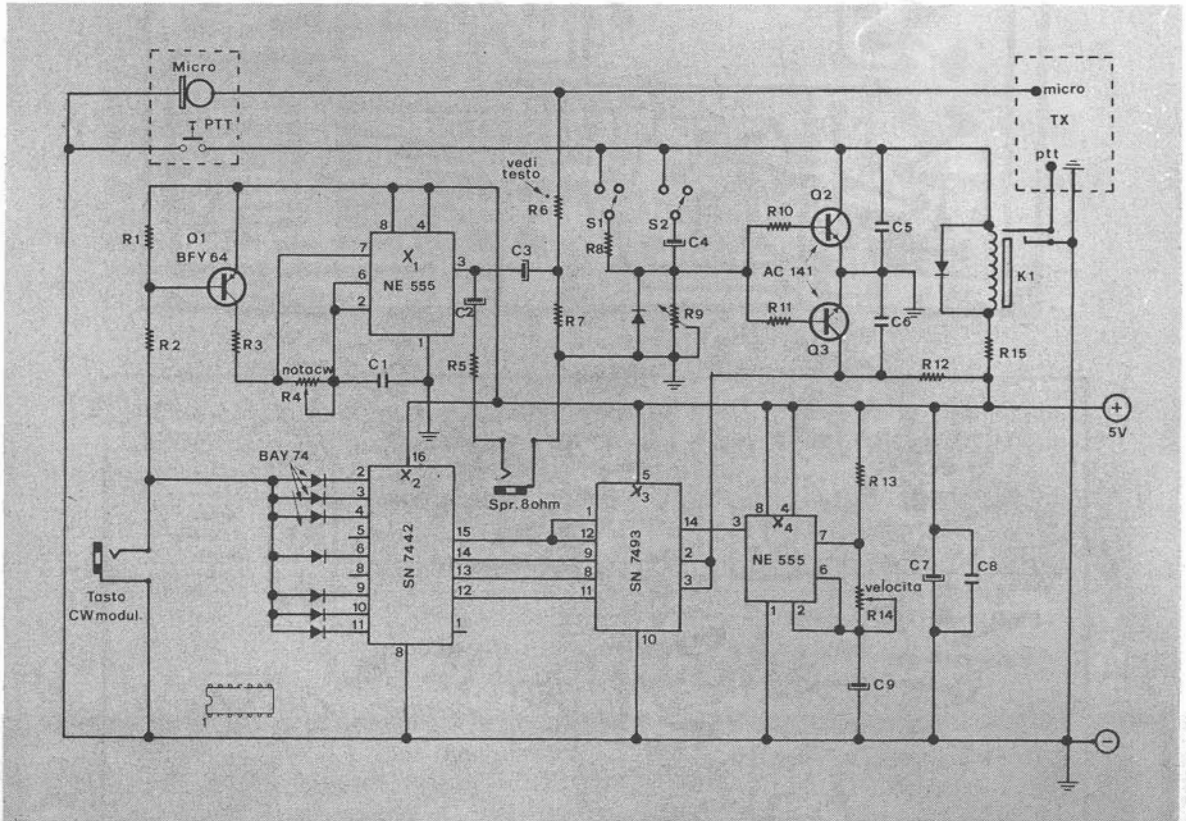 Micro
PTT
micro
TX
ptt
vedi
testo
R6
S1
S2
R8
C4
R10
Q2
C5
R1
Q1
BFY 64
8
4
7
6
2
X1
NE 555
3
1
C3
C2
AC 141
K1
R2
R3
R7
R9
R11
Q3
C6
R15
R12
notacw
R4
C1
R5
+
5V
BAY 74
16
X2
SN 7442
2
3
4
5
6
8
9
10
11
15
14
13
12
1
8
Spr. 8ohm
5
X3
SN 7493
1
12
9
8
11
14
2
3
10
8
4
X4
NE 555
3
7
6
2
1
R13
velocita
R14
C7
C8
C9
Tasto
CW modul.
1
−